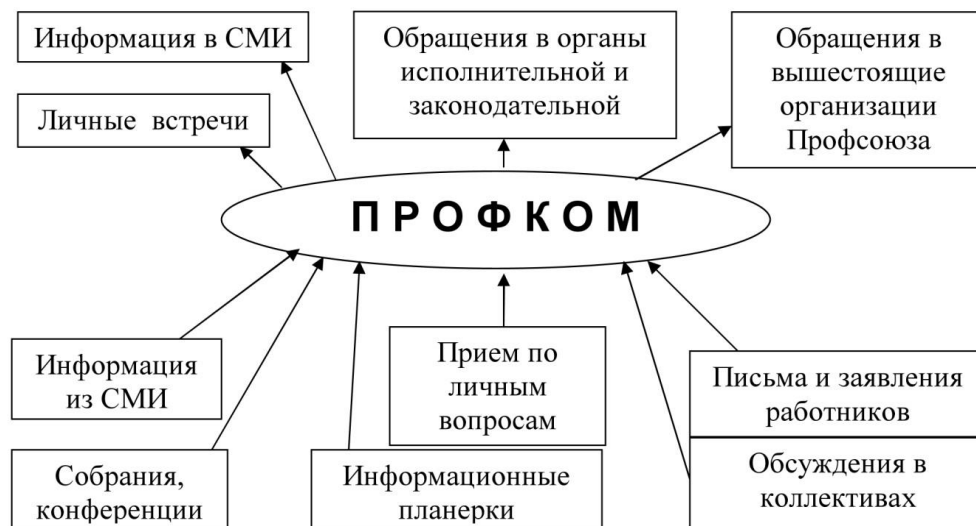 Информация в СМИ
Личные встречи
Обращения в органы
исполнительной и
законодательной
Обращения в
вышестоящие
организации
Профсоюза
ПРОФКОМ
Информация
из СМИ
Собрания,
конференции
Информационные
планерки
Прием по
личным
вопросам
Письма и заявления
работников
Обсуждения в
коллективах